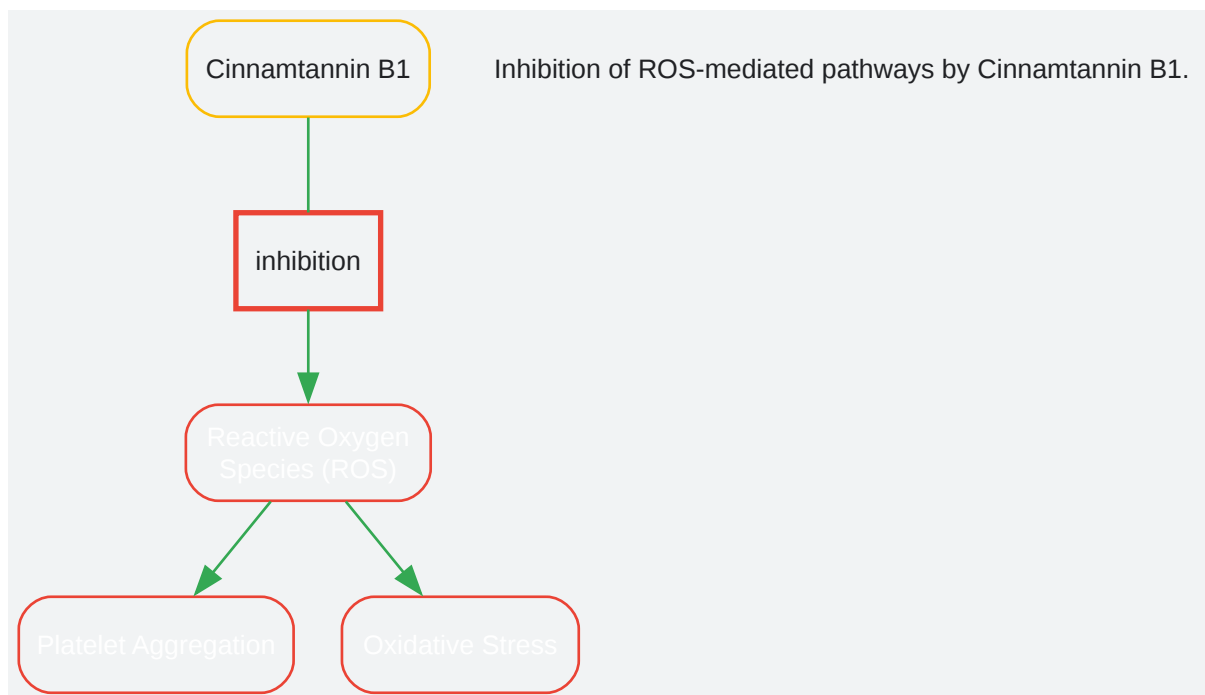 Cinnamtannin B1
Inhibition of ROS-mediated pathways by Cinnamtannin B1.
inhibition
Reactive Oxygen
Species (ROS)
Platelet Aggregation
Oxidative Stress